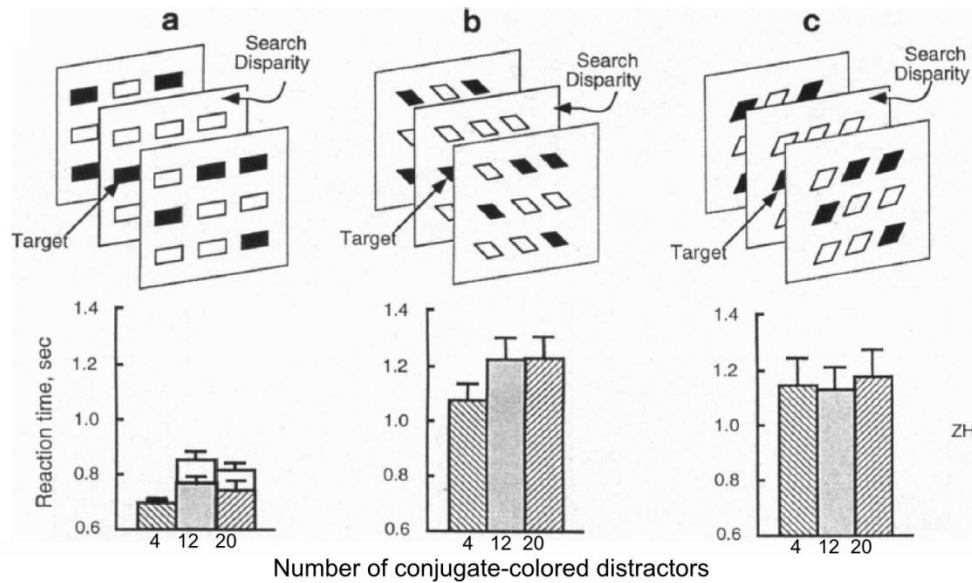 a
b
c
Search
Disparity
Target
Search
Disparity
Target
Search
Disparity
Target
Reaction time, sec
1.4
1.2
1.0
0.8
0.6
4 12 20
1.4
1.2
1.0
0.8
0.6
4 12 20
1.4
1.2
1.0
0.8
0.6
4 12 20
ZH
Number of conjugate-colored distractors